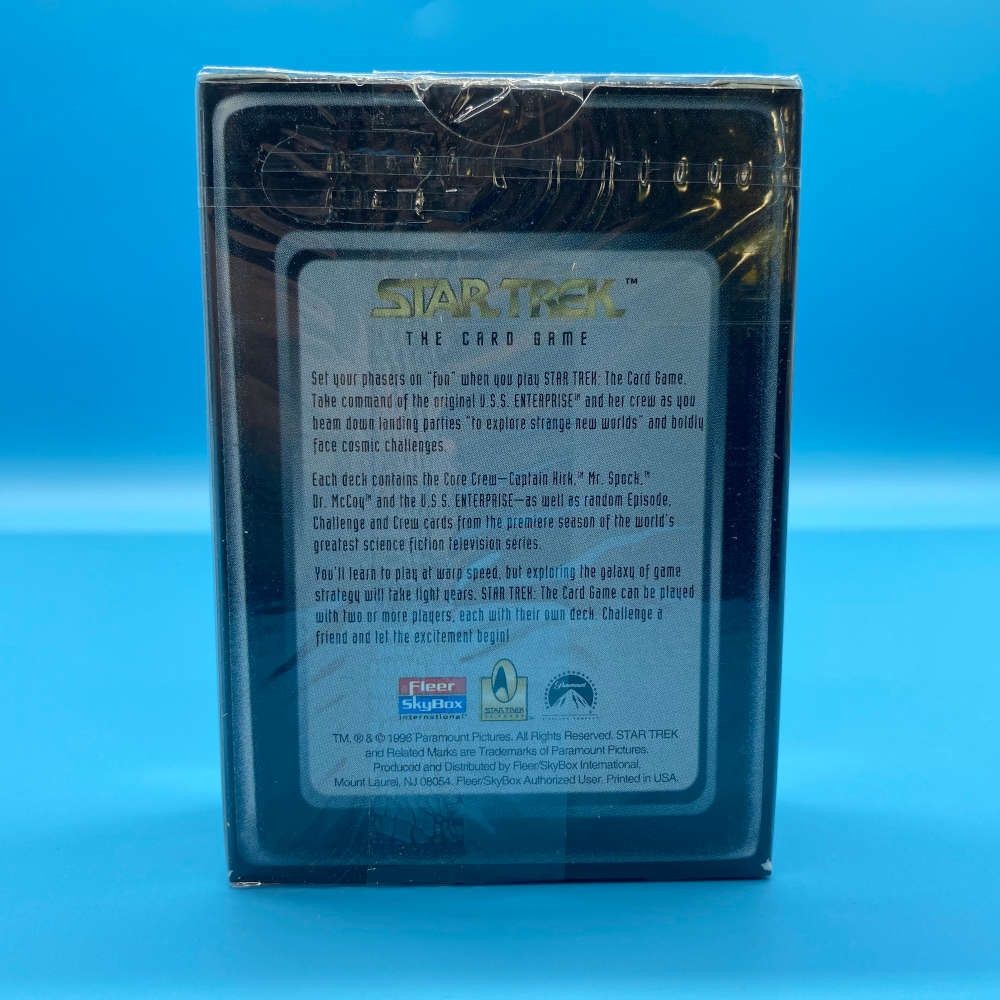 STAR TREK™
THE CARD GAME
Set your phasers on "fun" when you play STAR TREK: The Card Game.
Take command of the original U.S.S. ENTERPRISE™ and her crew as you
beam down landing parties "to explore strange new worlds" and boldly
face cosmic challenges.
Each deck contains the Core Crew—Captain Kirk,™ Mr. Spock,™
Dr. McCoy™ and the U.S.S. ENTERPRISE—as well as random Episode,
Challenge and Crew cards from the premiere season of the world's
greatest science fiction television series.
You'll learn to play at warp speed, but exploring the galaxy of game
strategy will take light years. STAR TREK: The Card Game can be played
with two or more players, each with their own deck. Challenge a
friend and let the excitement begin!
Fleer
SkyBox
International
STAR TREK
Paramount
TM, ® & © 1996 Paramount Pictures. All Rights Reserved. STAR TREK
and Related Marks are Trademarks of Paramount Pictures.
Produced and Distributed by Fleer/SkyBox International,
Mount Laurel, NJ 08054. Fleer/SkyBox Authorized User. Printed in USA.